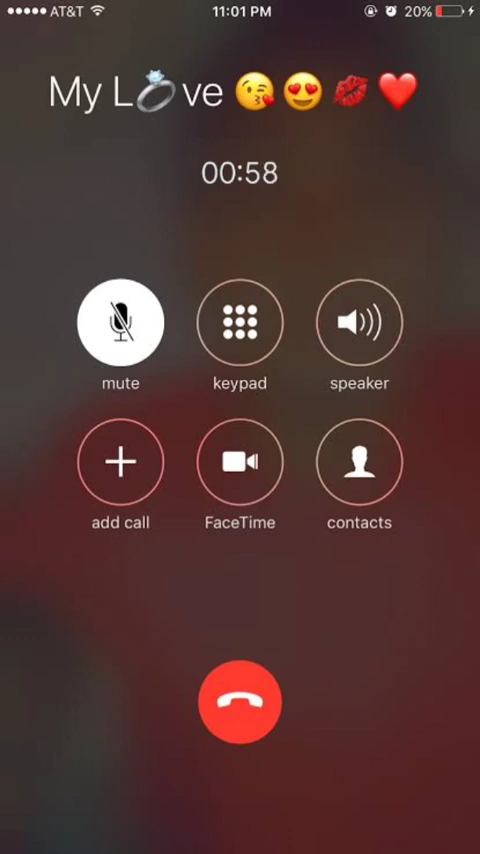 AT&T 11:01 PM 20%
My L💍ve 😘😍💋❤️
00:58
mute keypad speaker
add call FaceTime contacts